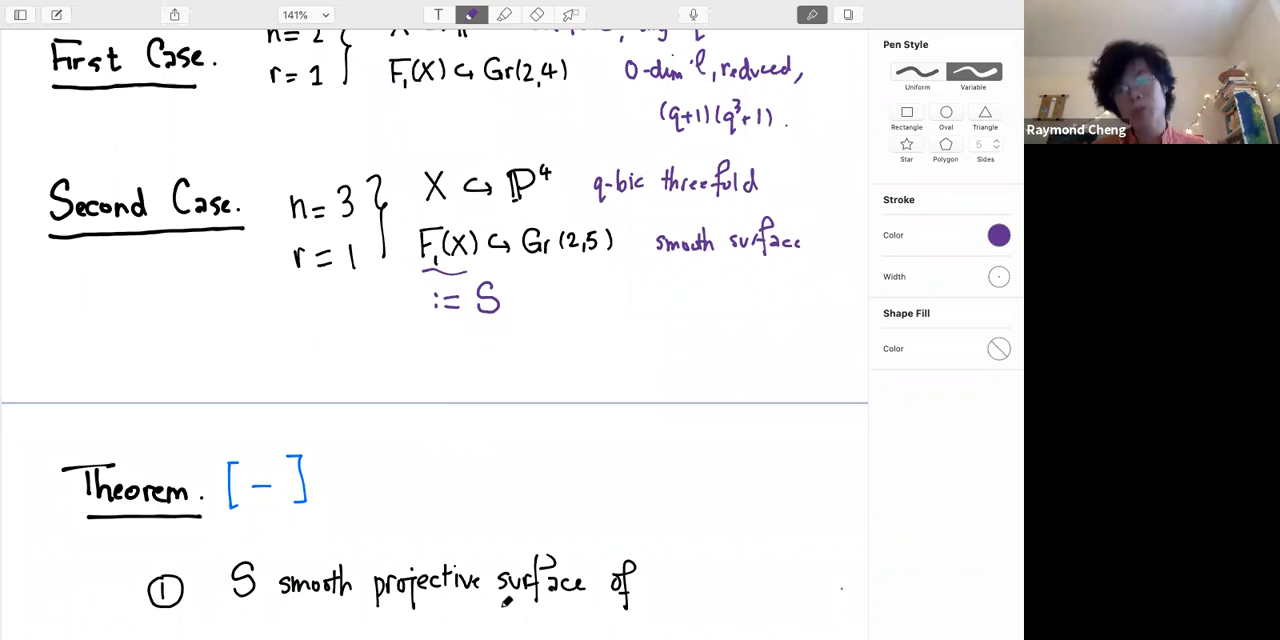 141%
T
First Case.
n = 2
r = 1
F₁(X) ↪ Gr(2,4)
0-dim'l, reduced,
(q+1)(q³+1).
Second Case.
n = 3
r = 1
X ↪ ℙ⁴
q-bic threefold
F₁(X) ↪ Gr(2,5)
smooth surface
:= S
Theorem. [ - ]
① S smooth projective surface of
Pen Style
Uniform
Variable
Rectangle
Oval
Triangle
Star
Polygon
5
Sides
Stroke
Color
Width
Shape Fill
Color
Raymond Cheng